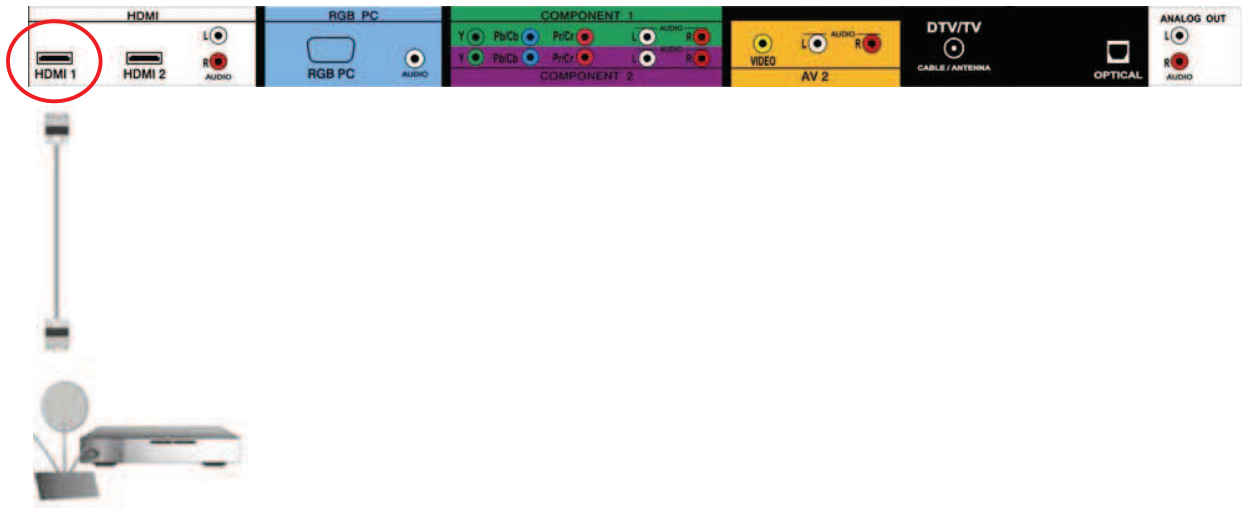 HDMI
HDMI 1
HDMI 2
L
R
AUDIO
RGB PC
RGB PC
AUDIO
COMPONENT 1
Y Pb/Cb Pr/Cr L AUDIO R
Y Pb/Cb Pr/Cr L AUDIO R
COMPONENT 2
VIDEO
L AUDIO R
AV 2
DTV/TV
CABLE / ANTENNA
OPTICAL
ANALOG OUT
L
R
AUDIO